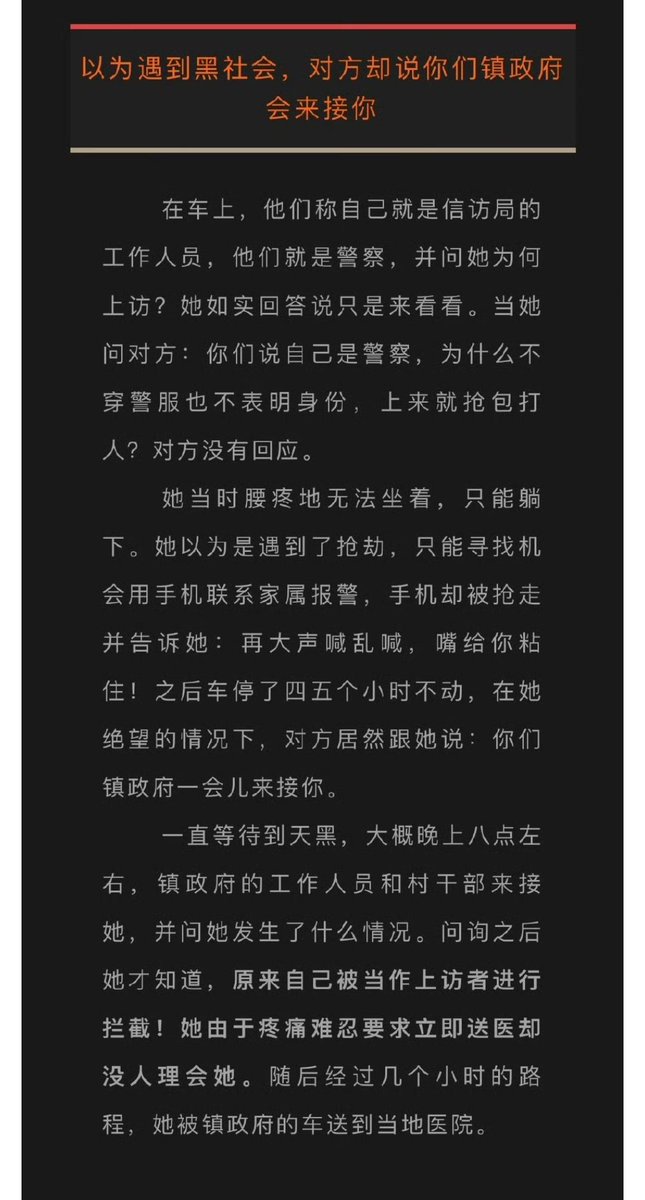 以为遇到黑社会，对方却说你们镇政府
会来接你
在车上，他们称自己就是信访局的
工作人员，他们就是警察，并问她为何
上访？她如实回答说只是来看看。当她
问对方：你们说自己是警察，为什么不
穿警服也不表明身份，上来就抢包打
人？对方没有回应。
她当时腰疼地无法坐着，只能躺
下。她以为是遇到了抢劫，只能寻找机
会用手机联系家属报警，手机却被抢走
并告诉她：再大声喊乱喊，嘴给你粘
住！之后车停了四五个小时不动，在她
绝望的情况下，对方居然跟她说：你们
镇政府一会儿来接你。
一直等待到天黑，大概晚上八点左
右，镇政府的工作人员和村干部来接
她，并问她发生了什么情况。问询之后
她才知道，原来自己被当作上访者进行
拦截！她由于疼痛难忍要求立即送医却
没人理会她。随后经过几个小时的路
程，她被镇政府的车送到当地医院。